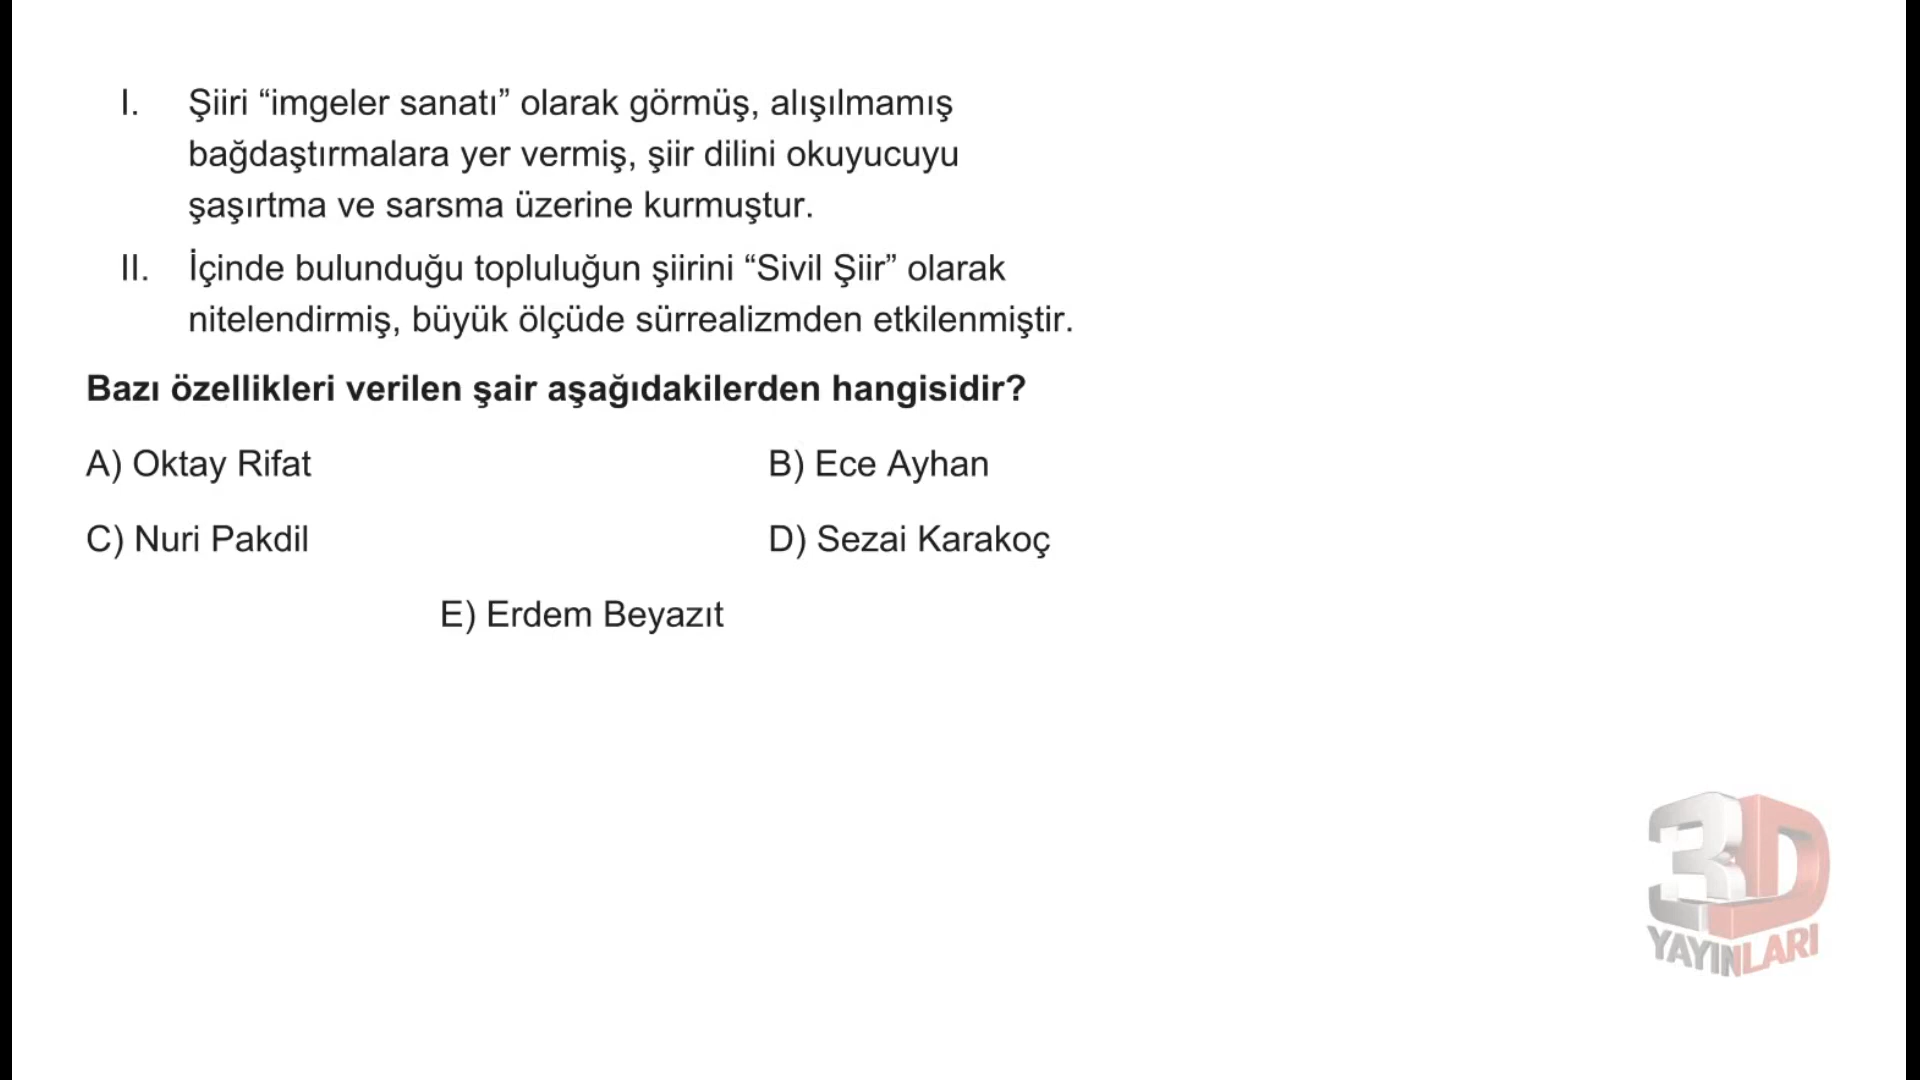 I. Şiiri “imgeler sanatı” olarak görmüş, alışılmamış
bağdaştırmalara yer vermiş, şiir dilini okuyucuyu
şaşırtma ve sarsma üzerine kurmuştur.
II. İçinde bulunduğu topluluğun şiirini “Sivil Şiir” olarak
nitelendirmiş, büyük ölçüde sürrealizmden etkilenmiştir.
Bazı özellikleri verilen şair aşağıdakilerden hangisidir?
A) Oktay Rifat
B) Ece Ayhan
C) Nuri Pakdil
D) Sezai Karakoç
E) Erdem Beyazıt
3D
YAYINLARI